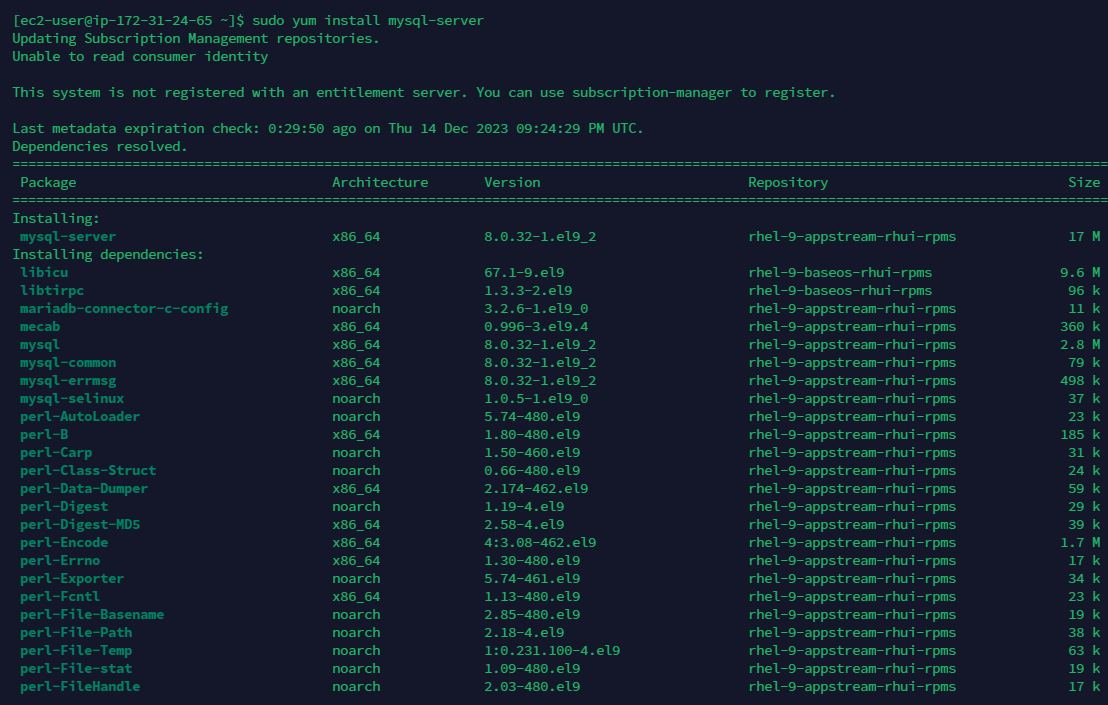 [ec2-user@ip-172-31-24-65 ~]$ sudo yum install mysql-server
Updating Subscription Management repositories.
Unable to read consumer identity
This system is not registered with an entitlement server. You can use subscription-manager to register.
Last metadata expiration check: 0:29:50 ago on Thu 14 Dec 2023 09:24:29 PM UTC.
Dependencies resolved.
================================================================================
Package Architecture Version Repository Size
================================================================================
Installing:
mysql-server x86_64 8.0.32-1.el9_2 rhel-9-appstream-rhui-rpms 17 M
Installing dependencies:
libicu x86_64 67.1-9.el9 rhel-9-baseos-rhui-rpms 9.6 M
libtirpc x86_64 1.3.3-2.el9 rhel-9-baseos-rhui-rpms 96 k
mariadb-connector-c-config noarch 3.2.6-1.el9_0 rhel-9-appstream-rhui-rpms 11 k
mecab x86_64 0.996-3.el9.4 rhel-9-appstream-rhui-rpms 360 k
mysql x86_64 8.0.32-1.el9_2 rhel-9-appstream-rhui-rpms 2.8 M
mysql-common x86_64 8.0.32-1.el9_2 rhel-9-appstream-rhui-rpms 79 k
mysql-errmsg x86_64 8.0.32-1.el9_2 rhel-9-appstream-rhui-rpms 498 k
mysql-selinux noarch 1.0.5-1.el9_0 rhel-9-appstream-rhui-rpms 37 k
perl-AutoLoader noarch 5.74-480.el9 rhel-9-appstream-rhui-rpms 23 k
perl-B x86_64 1.80-480.el9 rhel-9-appstream-rhui-rpms 185 k
perl-Carp noarch 1.50-460.el9 rhel-9-appstream-rhui-rpms 31 k
perl-Class-Struct noarch 0.66-480.el9 rhel-9-appstream-rhui-rpms 24 k
perl-Data-Dumper x86_64 2.174-462.el9 rhel-9-appstream-rhui-rpms 59 k
perl-Digest noarch 1.19-4.el9 rhel-9-appstream-rhui-rpms 29 k
perl-Digest-MD5 x86_64 2.58-4.el9 rhel-9-appstream-rhui-rpms 39 k
perl-Encode x86_64 4:3.08-462.el9 rhel-9-appstream-rhui-rpms 1.7 M
perl-Errno x86_64 1.30-480.el9 rhel-9-appstream-rhui-rpms 17 k
perl-Exporter noarch 5.74-461.el9 rhel-9-appstream-rhui-rpms 34 k
perl-Fcntl x86_64 1.13-480.el9 rhel-9-appstream-rhui-rpms 23 k
perl-File-Basename noarch 2.85-480.el9 rhel-9-appstream-rhui-rpms 19 k
perl-File-Path noarch 2.18-4.el9 rhel-9-appstream-rhui-rpms 38 k
perl-File-Temp noarch 1:0.231.100-4.el9 rhel-9-appstream-rhui-rpms 63 k
perl-File-stat noarch 1.09-480.el9 rhel-9-appstream-rhui-rpms 19 k
perl-FileHandle noarch 2.03-480.el9 rhel-9-appstream-rhui-rpms 17 k